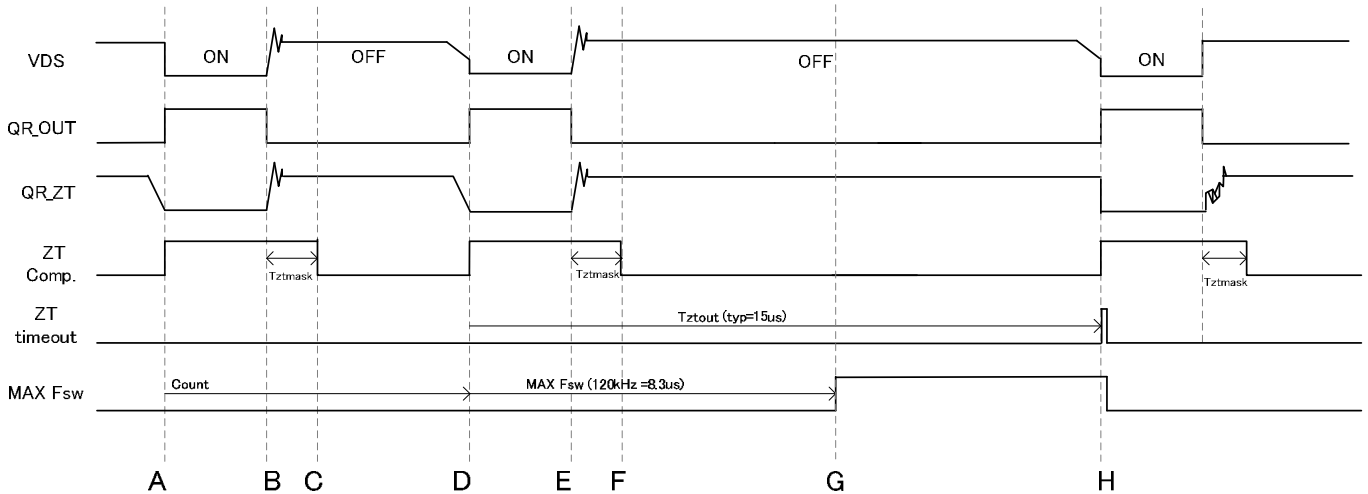 VDS
ON
OFF
ON
OFF
ON
QR_OUT
QR_ZT
ZT
Comp.
Tztmask
Tztmask
Tztmask
ZT
timeout
Tztout (typ=15us)
MAX Fsw
Count
MAX Fsw (120kHz =8.3us)
A B C D E F G H